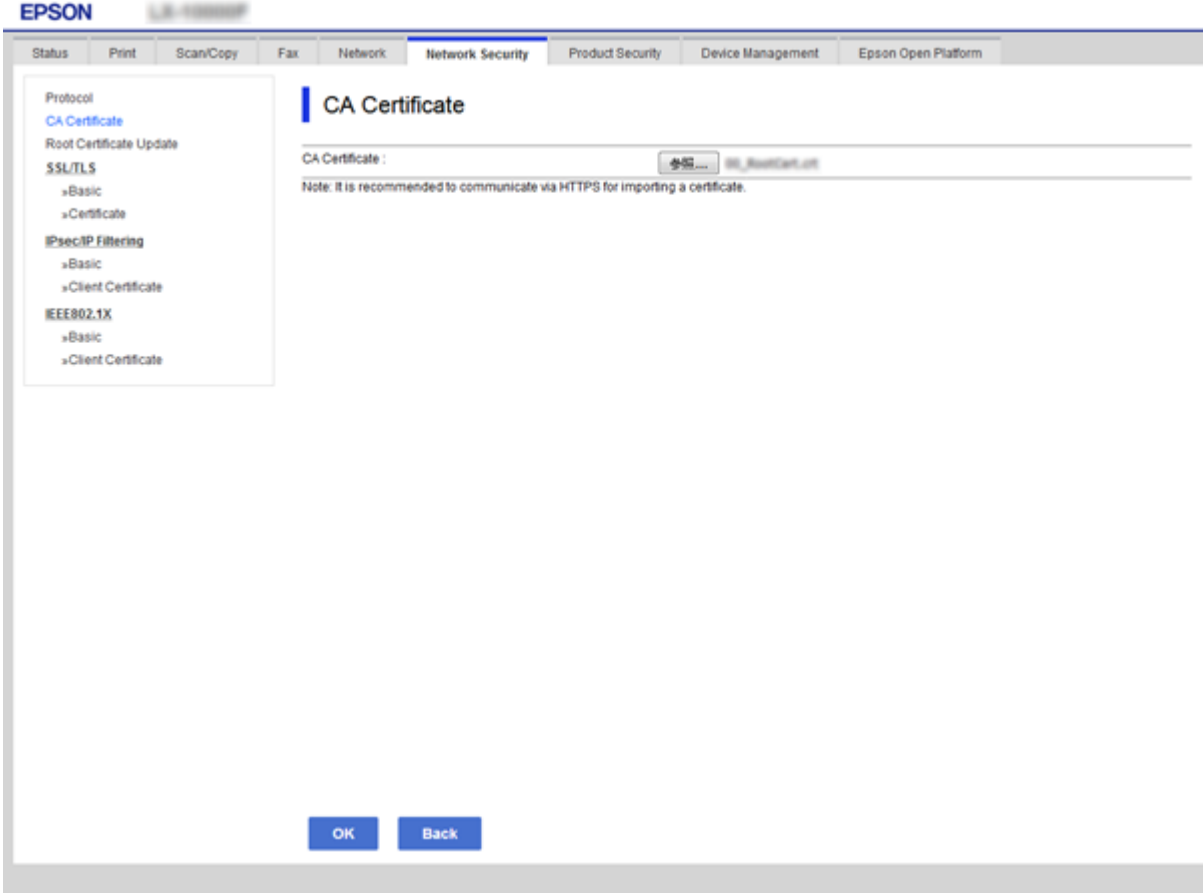 EPSON
Status Print Scan/Copy Fax Network Network Security Product Security Device Management Epson Open Platform
Protocol
CA Certificate
Root Certificate Update
SSL/TLS
»Basic
»Certificate
IPsec/IP Filtering
»Basic
»Client Certificate
IEEE802.1X
»Basic
»Client Certificate
CA Certificate
CA Certificate :
参照...
Note: It is recommended to communicate via HTTPS for importing a certificate.
OK Back